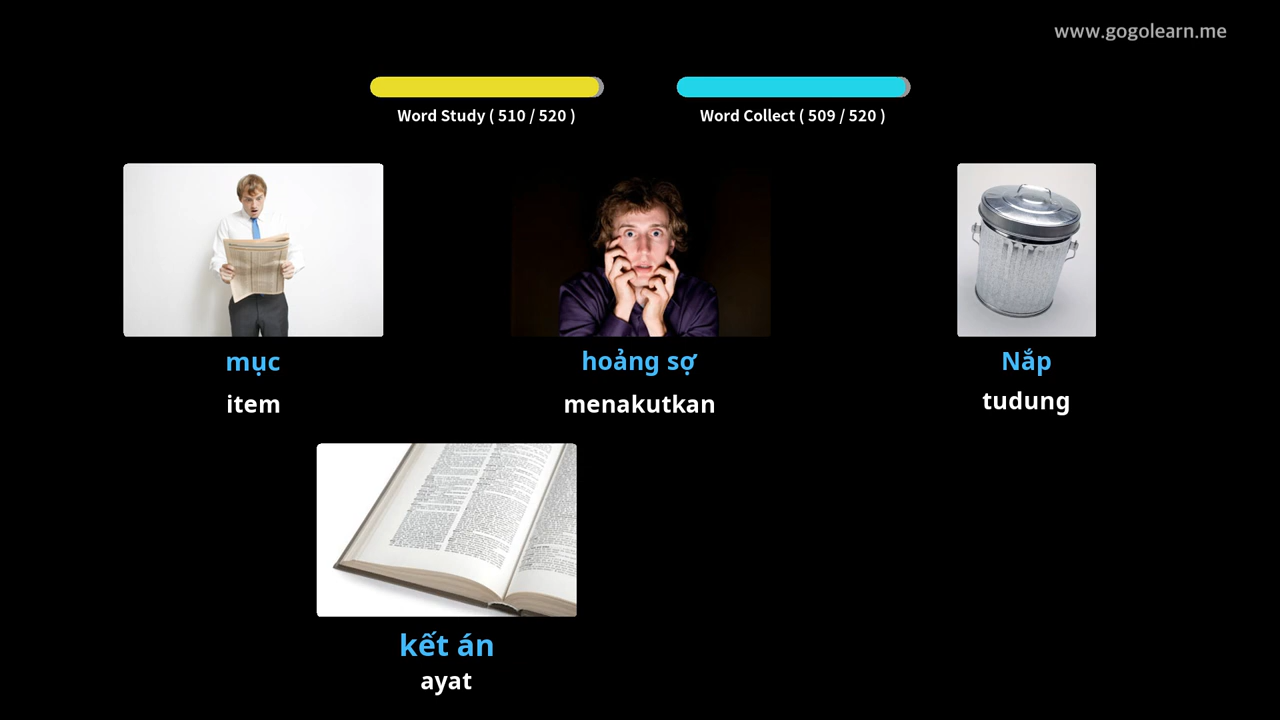 www.gogolearn.me
Word Study ( 510 / 520 )
Word Collect ( 509 / 520 )
mục
hoảng sợ
Nắp
item
menakutkan
tudung
kết án
ayat